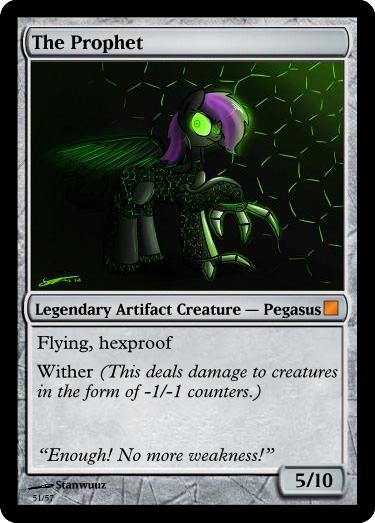 The Prophet
Legendary Artifact Creature — Pegasus
Flying, hexproof
Wither (This deals damage to creatures
in the form of -1/-1 counters.)
“Enough! No more weakness!”
5/10
Stanwuuz
51/57